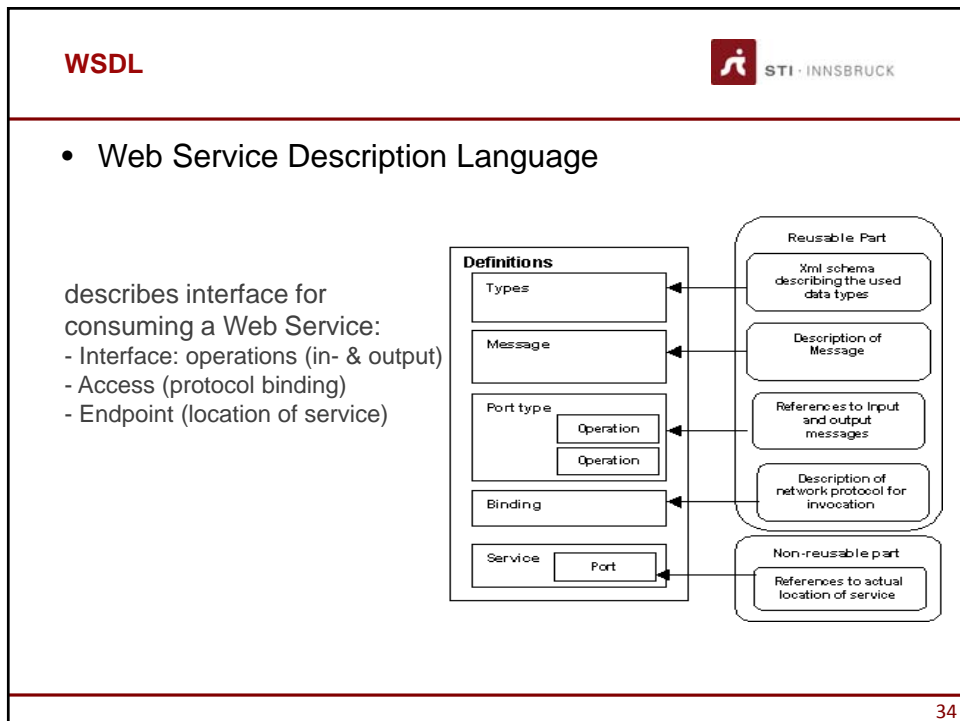 WSDL
STI · INNSBRUCK
• Web Service Description Language
describes interface for
consuming a Web Service:
- Interface: operations (in- & output)
- Access (protocol binding)
- Endpoint (location of service)
Definitions
Types
Message
Port type
Operation
Operation
Binding
Service
Port
Reusable Part
Xml schema
describing the used
data types
Description of
Message
References to Input
and output
messages
Description of
network protocol for
invocation
Non-reusable part
References to actual
location of service
34